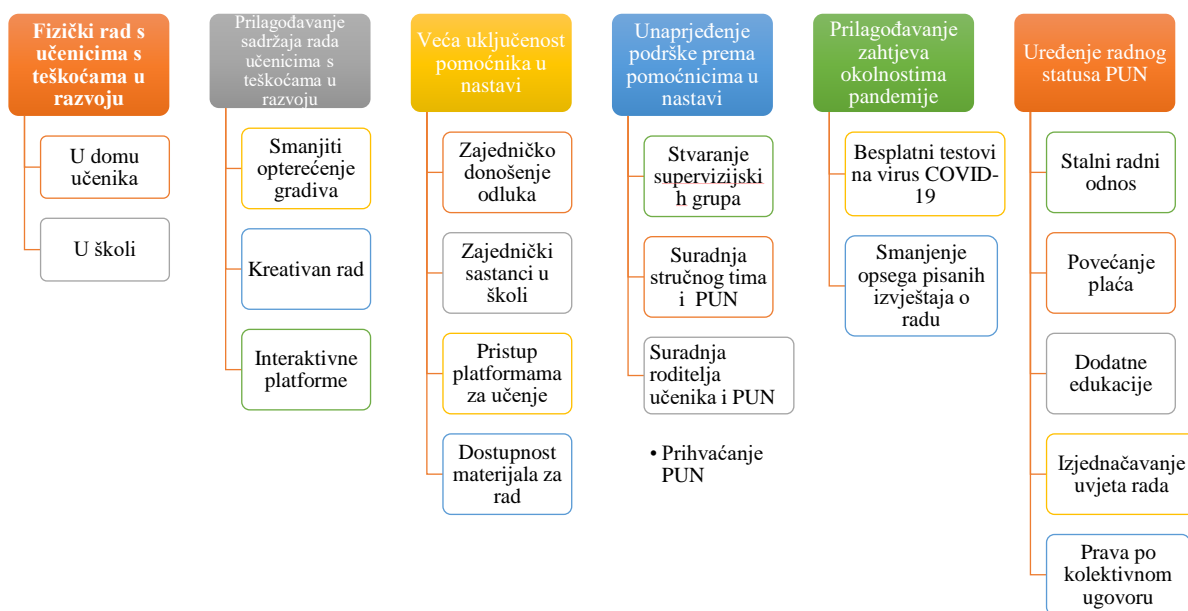 Fizički rad s
učenicima s
teškoćama u
razvoju
U domu
učenika
U školi
Prilagođavanje
sadržaja rada
učenicima s
teškoćama u
razvoju
Smanjiti
opterećenje
gradiva
Kreativan rad
Interaktivne
platforme
Veća uključenost
pomoćnika u
nastavi
Zajedničko
donošenje
odluka
Zajednički
sastanci u
školi
Pristup
platformama
za učenje
Dostupnost
materijala za
rad
Unaprjeđenje
podrške prema
pomoćnicima u
nastavi
Stvaranje
supervizijski
h grupa
Suradnja
stručnog tima
i PUN
Suradnja
roditelja
učenika i PUN
• Prihvaćanje
PUN
Prilagođavanje
zahtjeva
okolnostima
pandemije
Besplatni testovi
na virus COVID-
19
Smanjenje
opsega pisanih
izvještaja o
radu
Uređenje radnog
statusa PUN
Stalni radni
odnos
Povećanje
plaća
Dodatne
edukacije
Izjednačavanje
uvjeta rada
Prava po
kolektivnom
ugovoru